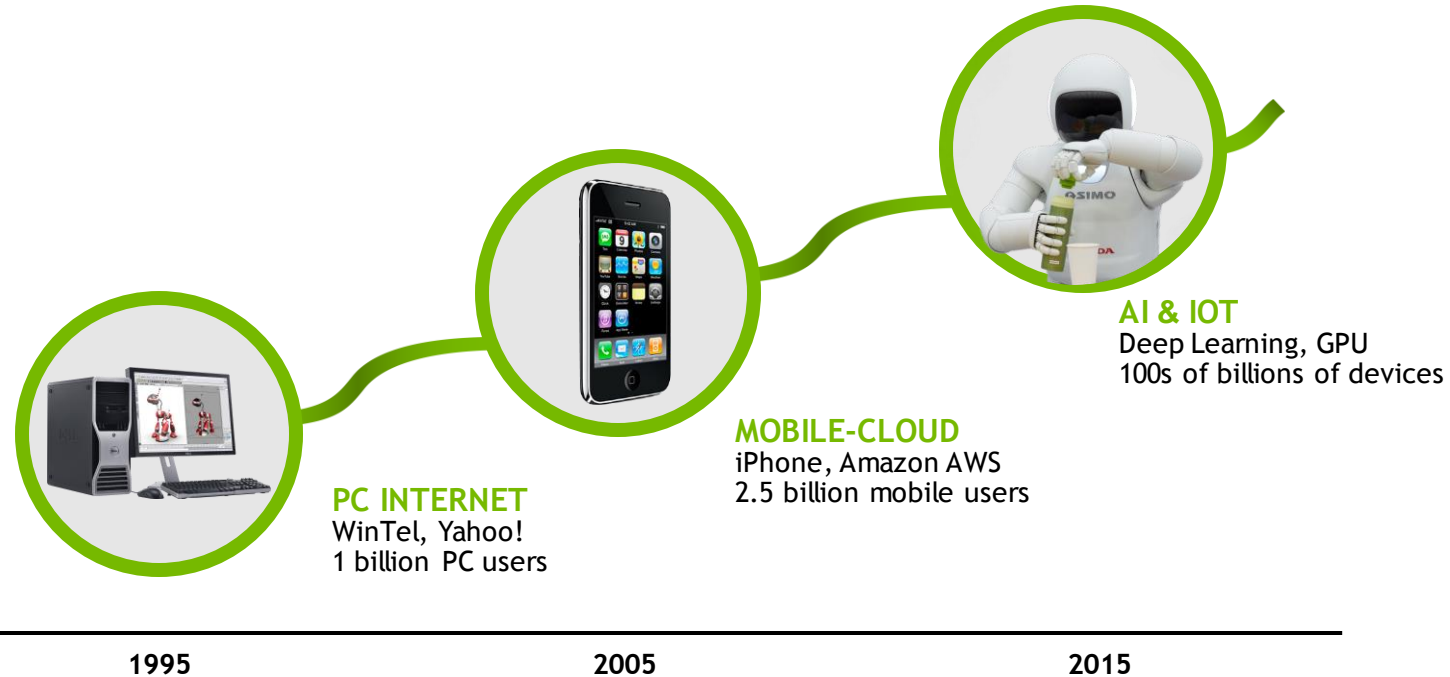 ASIMO
PC INTERNET
WinTel, Yahoo!
1 billion PC users
MOBILE-CLOUD
iPhone, Amazon AWS
2.5 billion mobile users
AI & IOT
Deep Learning, GPU
100s of billions of devices
1995
2005
2015